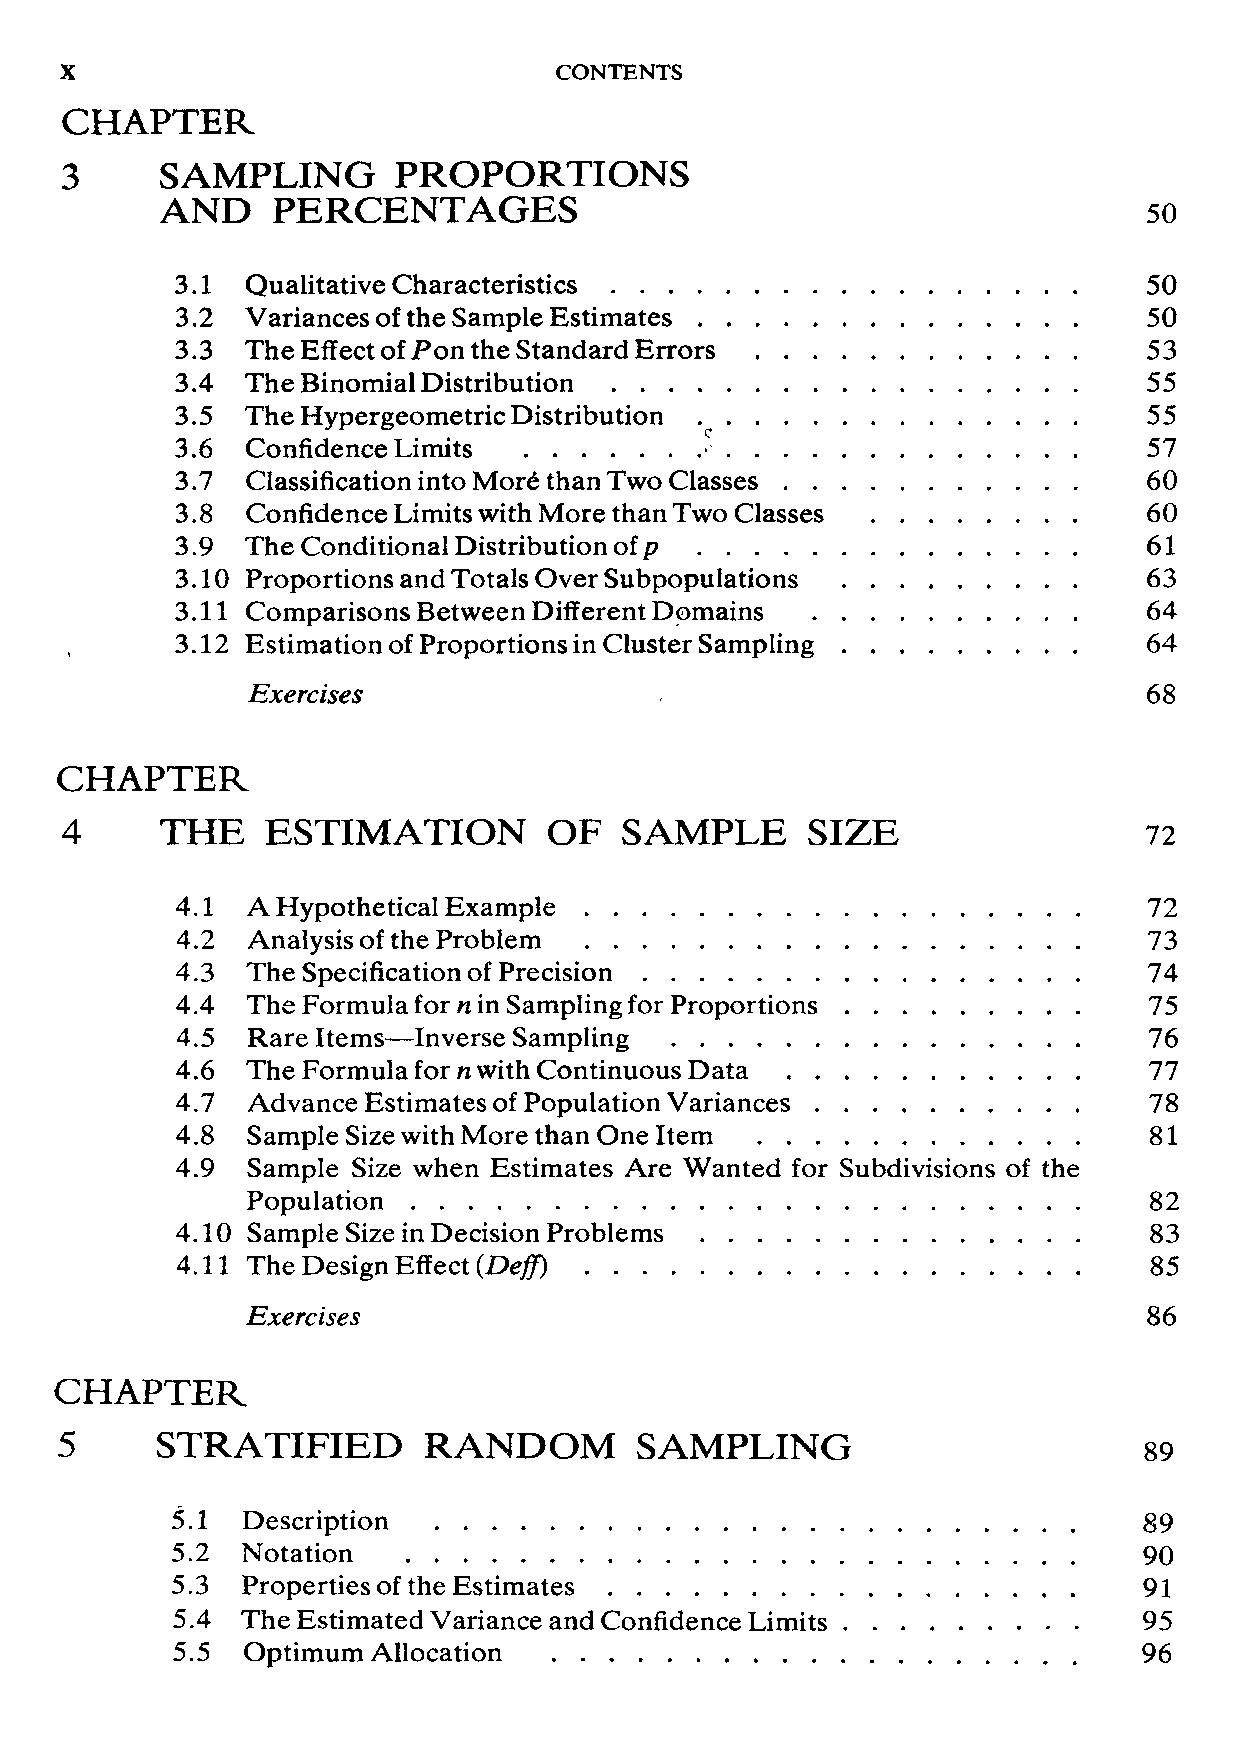 X CONTENTS
CHAPTER
3 SAMPLING PROPORTIONS
AND PERCENTAGES 50
3.1 Qualitative Characteristics . . . . . . . . . . . . . . . . . 50
3.2 Variances of the Sample Estimates . . . . . . . . . . . . . . 50
3.3 The Effect of P on the Standard Errors . . . . . . . . . . . . 53
3.4 The Binomial Distribution . . . . . . . . . . . . . . . . . 55
3.5 The Hypergeometric Distribution . . . . . . . . . . . . . . 55
3.6 Confidence Limits . . . . . . . . . . . . . . . . . . . . 57
3.7 Classification into More than Two Classes . . . . . . . . . . . 60
3.8 Confidence Limits with More than Two Classes . . . . . . . . 60
3.9 The Conditional Distribution of p . . . . . . . . . . . . . . 61
3.10 Proportions and Totals Over Subpopulations . . . . . . . . . 63
3.11 Comparisons Between Different Domains . . . . . . . . . . 64
3.12 Estimation of Proportions in Cluster Sampling . . . . . . . . . 64
Exercises 68
CHAPTER
4 THE ESTIMATION OF SAMPLE SIZE 72
4.1 A Hypothetical Example . . . . . . . . . . . . . . . . . . 72
4.2 Analysis of the Problem . . . . . . . . . . . . . . . . . . 73
4.3 The Specification of Precision . . . . . . . . . . . . . . . . 74
4.4 The Formula for n in Sampling for Proportions . . . . . . . . . 75
4.5 Rare Items—Inverse Sampling . . . . . . . . . . . . . . . 76
4.6 The Formula for n with Continuous Data . . . . . . . . . . . 77
4.7 Advance Estimates of Population Variances . . . . . . . . . . 78
4.8 Sample Size with More than One Item . . . . . . . . . . . . 81
4.9 Sample Size when Estimates Are Wanted for Subdivisions of the
Population . . . . . . . . . . . . . . . . . . . . . . . . 82
4.10 Sample Size in Decision Problems . . . . . . . . . . . . . . 83
4.11 The Design Effect (Deff) . . . . . . . . . . . . . . . . . . 85
Exercises 86
CHAPTER
5 STRATIFIED RANDOM SAMPLING 89
5.1 Description . . . . . . . . . . . . . . . . . . . . . . . 89
5.2 Notation . . . . . . . . . . . . . . . . . . . . . . . . 90
5.3 Properties of the Estimates . . . . . . . . . . . . . . . . . 91
5.4 The Estimated Variance and Confidence Limits . . . . . . . . . 95
5.5 Optimum Allocation . . . . . . . . . . . . . . . . . . . 96